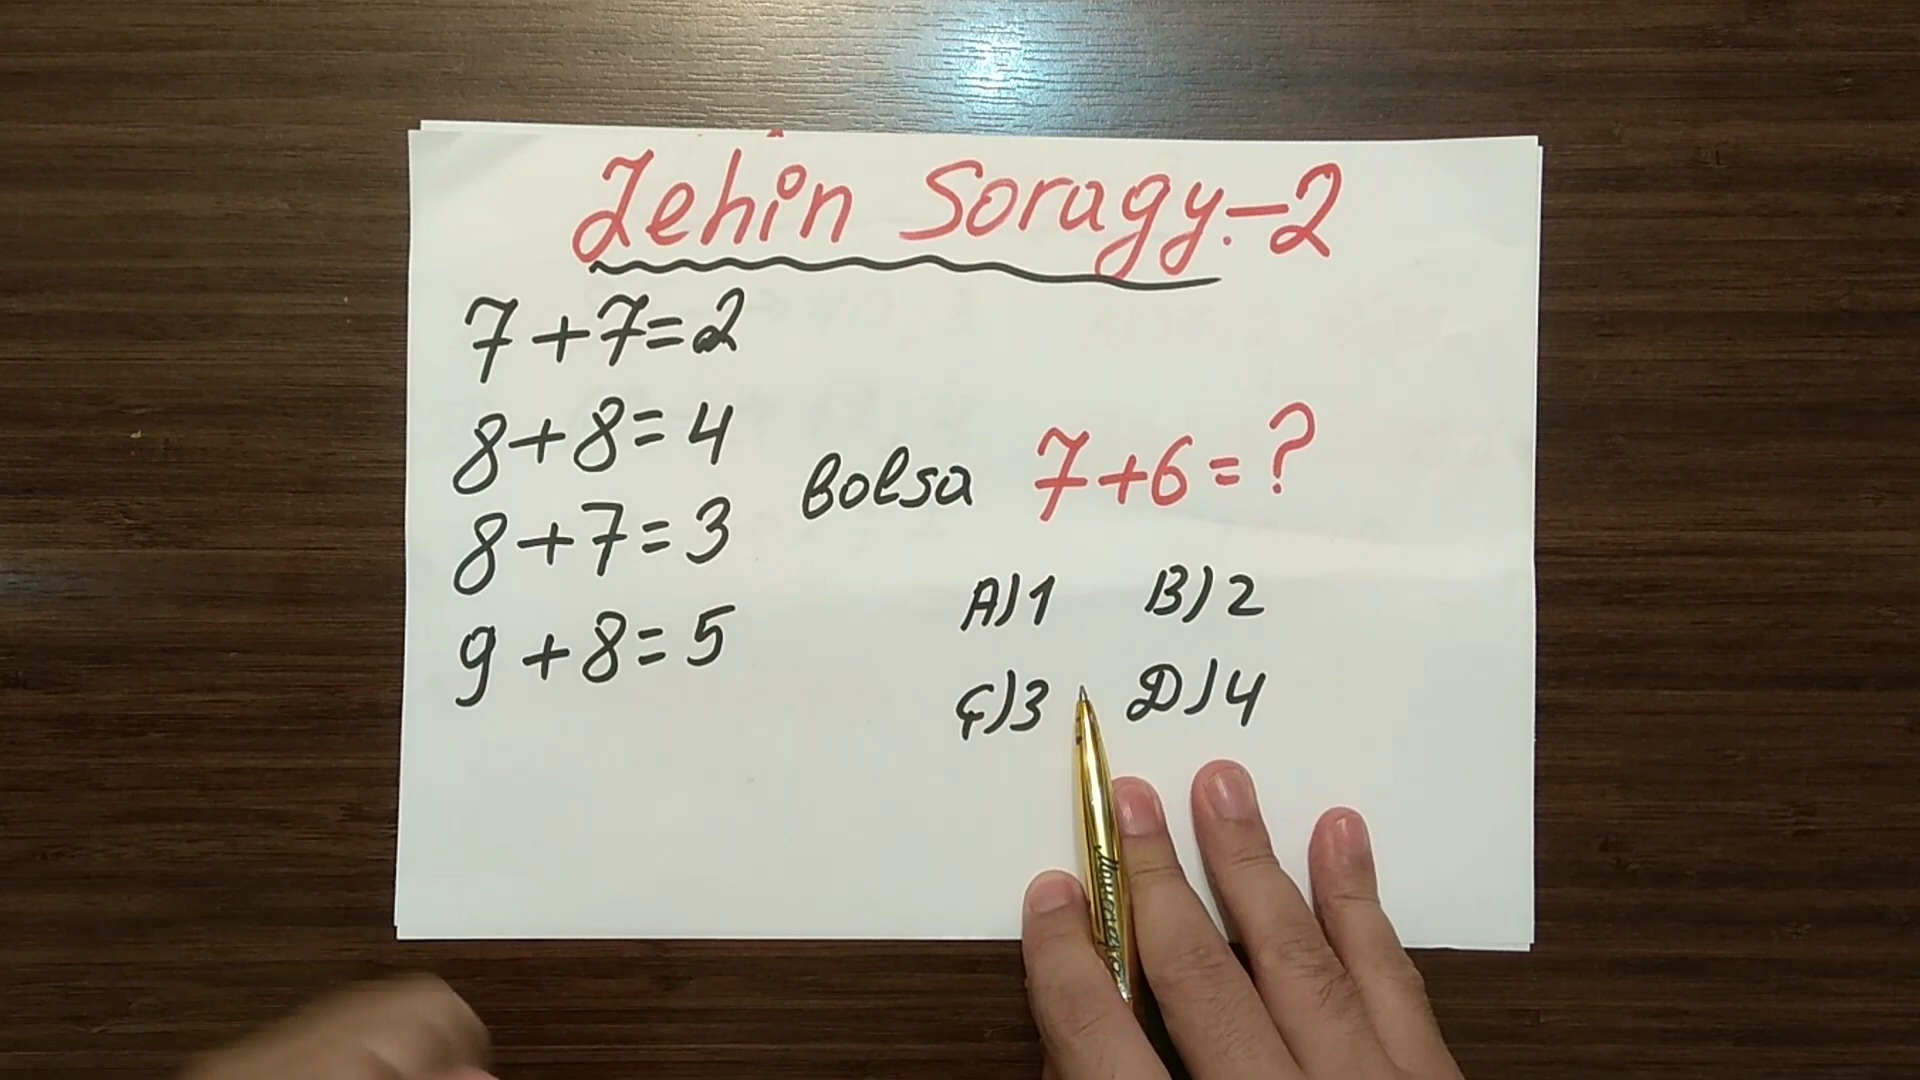 Zehin Soragy.-2
7+7=2
8+8=4
8+7=3
9+8=5
bolsa 7+6=?
A)1 B)2
Ç)3 D)4